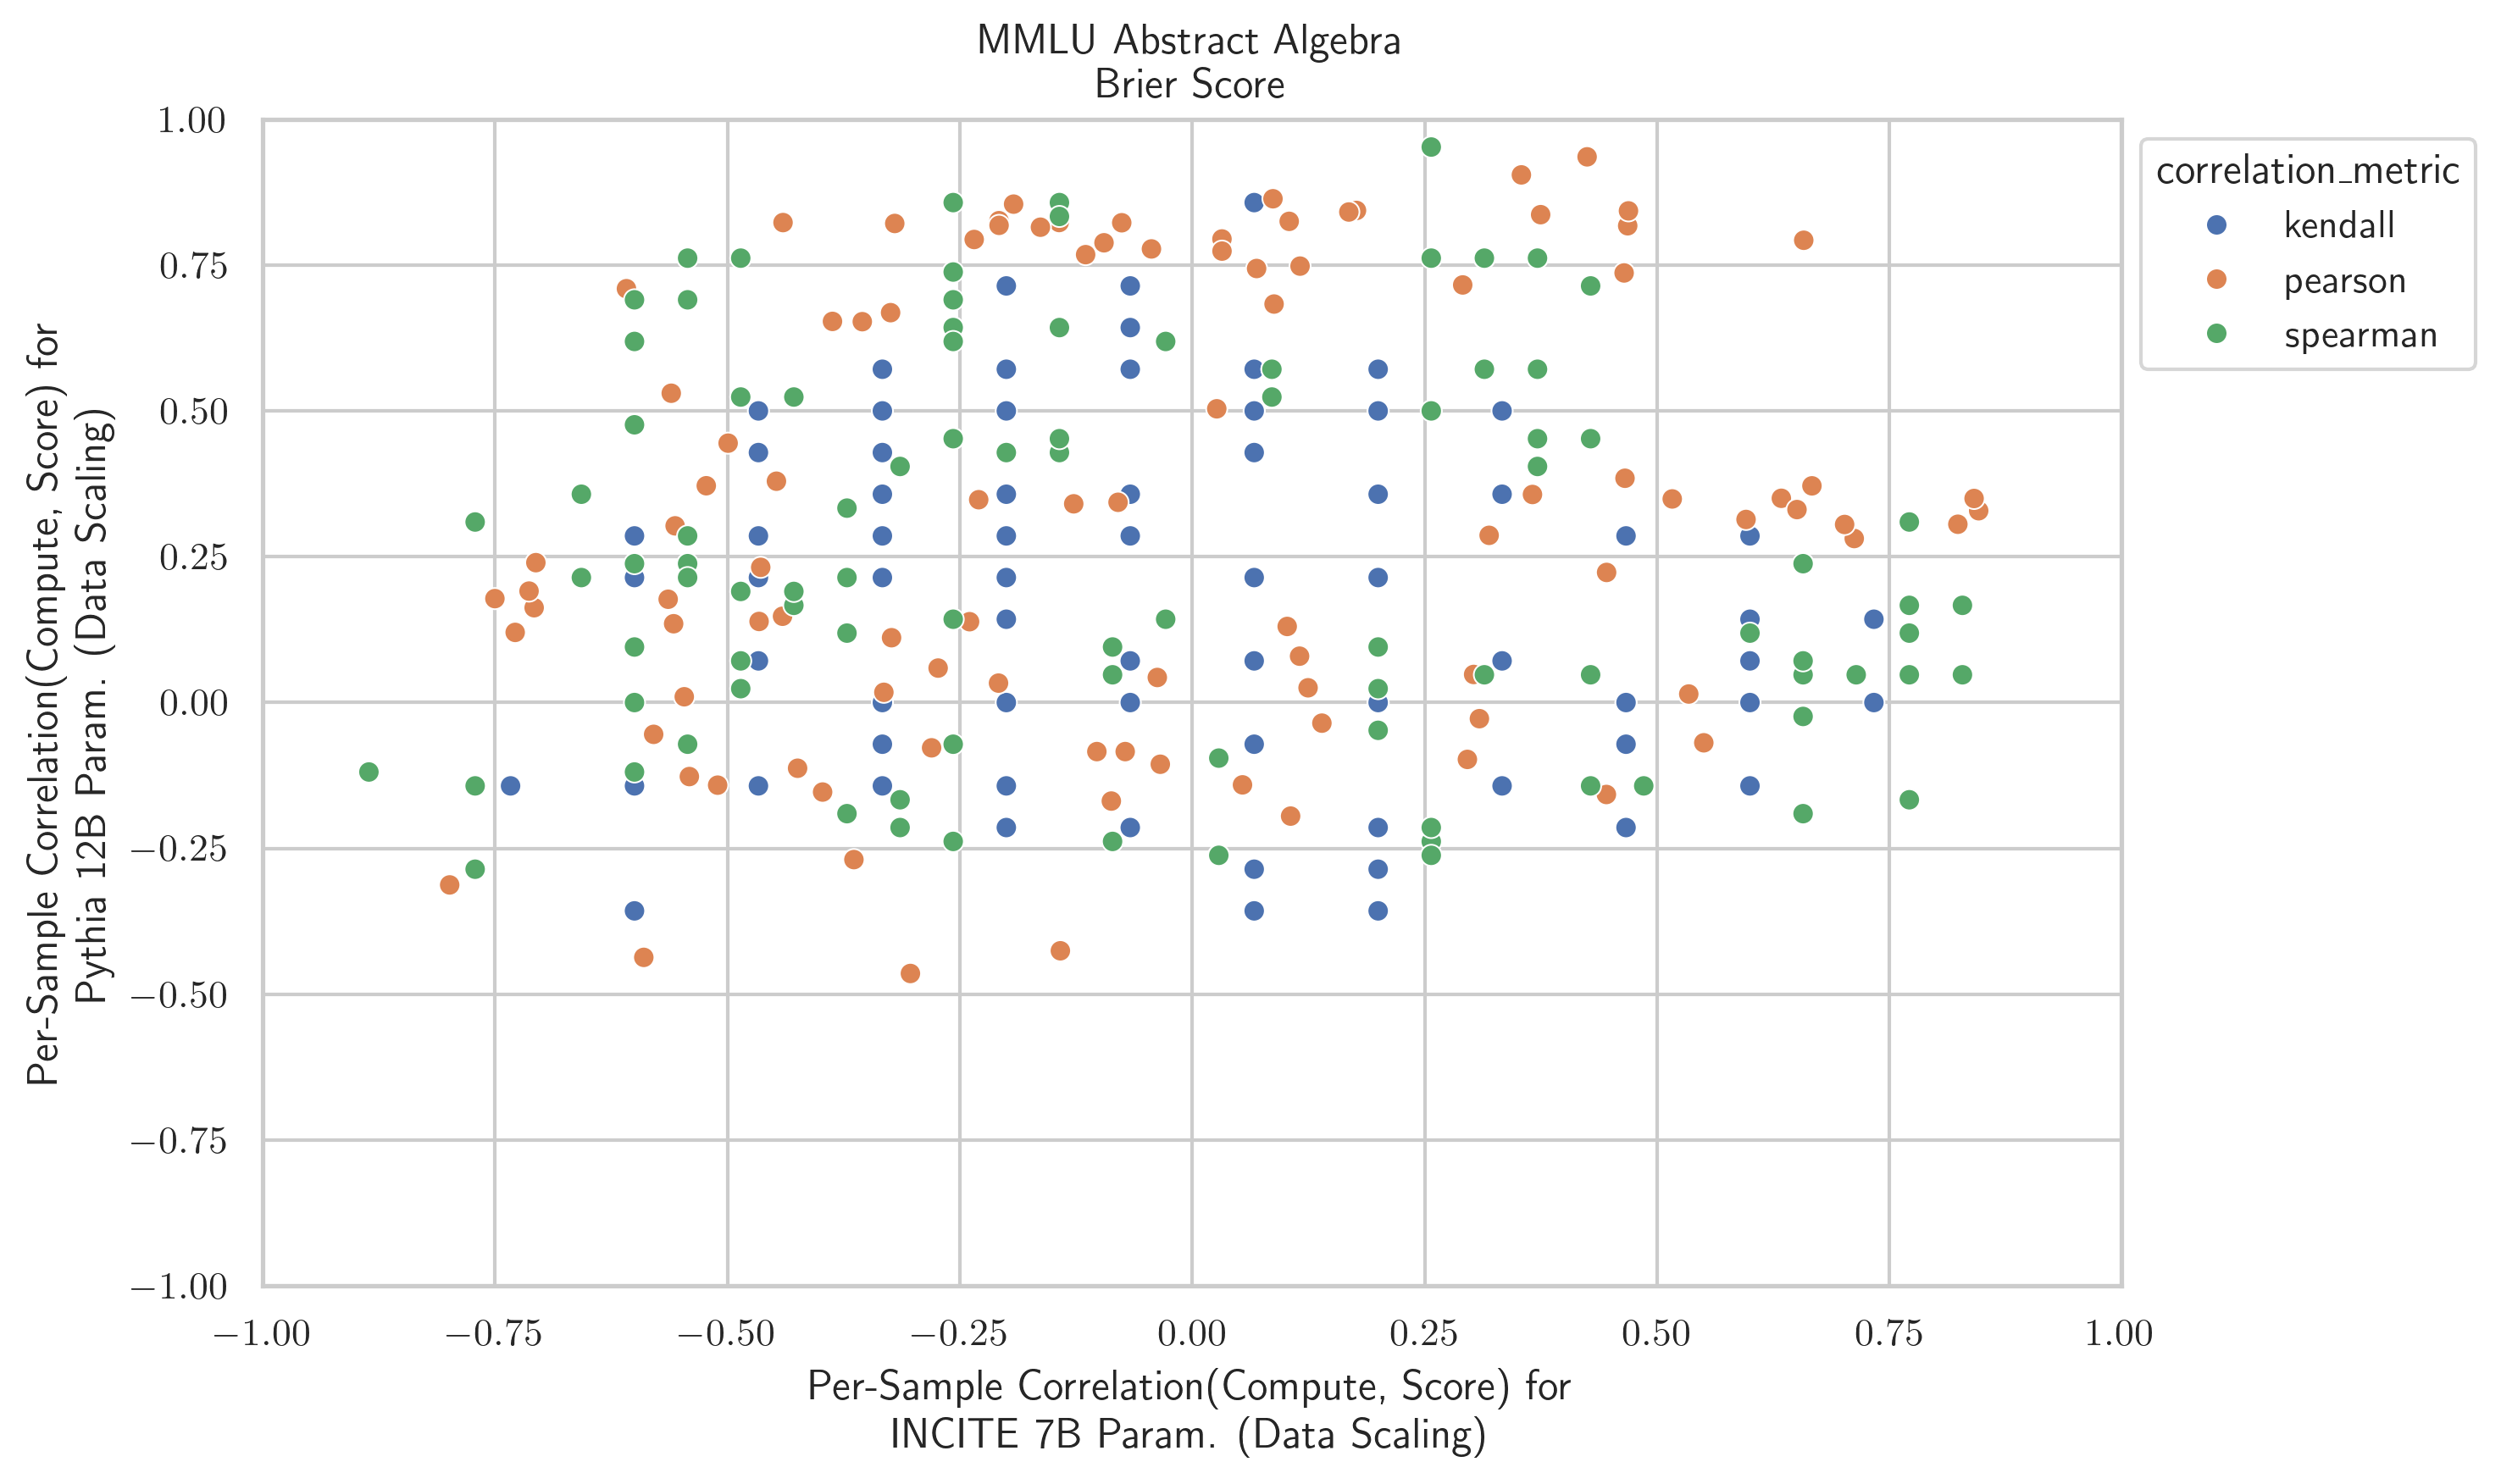 MMLU Abstract Algebra
Brier Score
Per-Sample Correlation(Compute, Score) for
Pythia 12B Param. (Data Scaling)
1.00
0.75
0.50
0.25
0.00
−0.25
−0.50
−0.75
−1.00
−1.00 −0.75 −0.50 −0.25 0.00 0.25 0.50 0.75 1.00
Per-Sample Correlation(Compute, Score) for
INCITE 7B Param. (Data Scaling)
correlation_metric
kendall
pearson
spearman